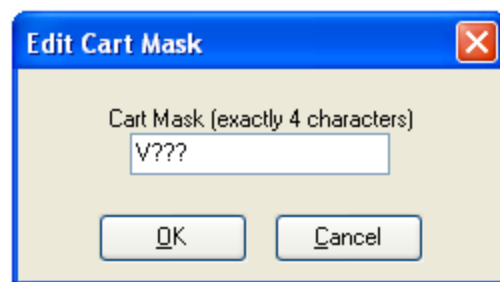 Edit Cart Mask
Cart Mask (exactly 4 characters)
V???
OK
Cancel